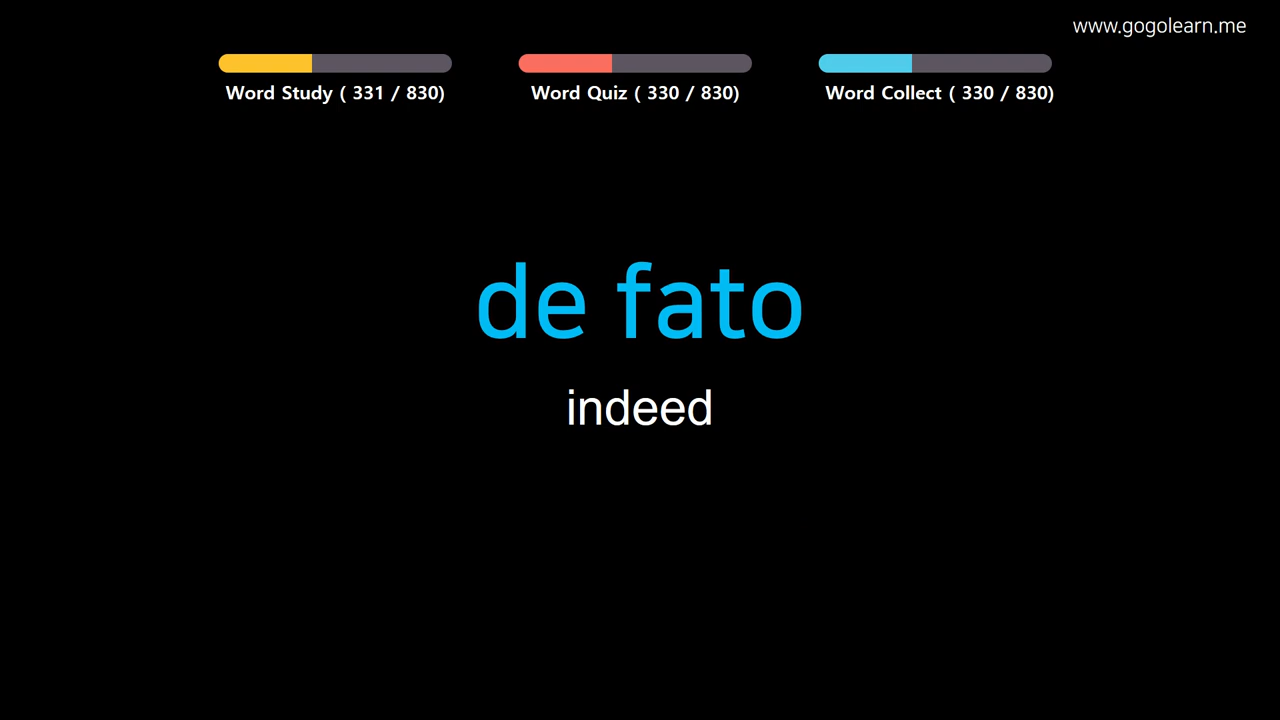 www.gogolearn.me
Word Study ( 331 / 830)
Word Quiz ( 330 / 830)
Word Collect ( 330 / 830)
de fato
indeed